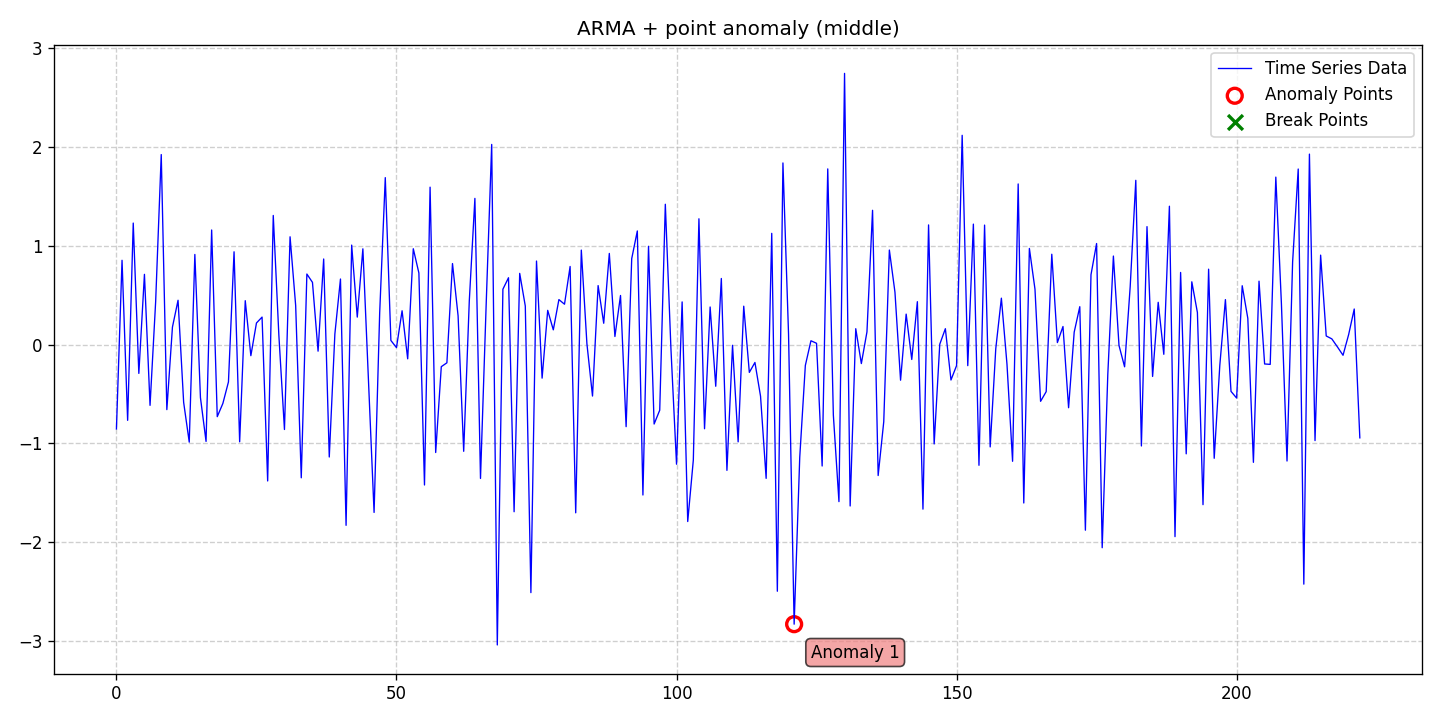 ARMA + point anomaly (middle)
3
2
1
0
−1
−2
−3
Time Series Data
Anomaly Points
Break Points
Anomaly 1
0
50
100
150
200